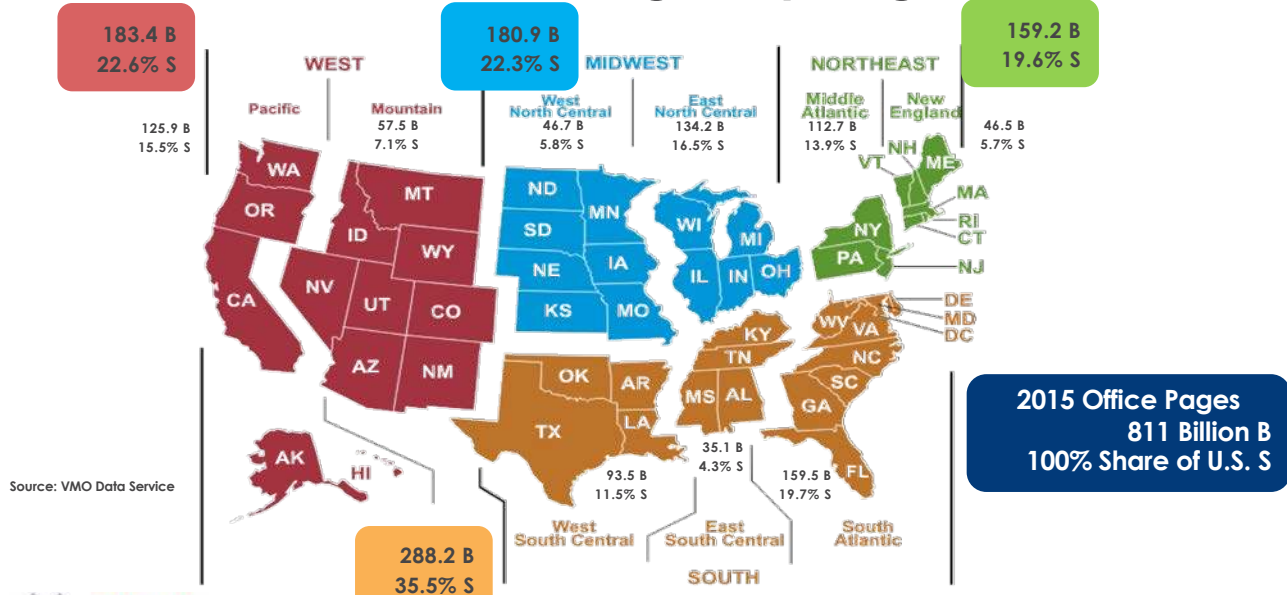 183.4 B
22.6% S
180.9 B
22.3% S
159.2 B
19.6% S
WEST
MIDWEST
NORTHEAST
Pacific
Mountain
West
North Central
East
North Central
Middle
Atlantic
New
England
125.9 B
15.5% S
57.5 B
7.1% S
46.7 B
5.8% S
134.2 B
16.5% S
112.7 B
13.9% S
46.5 B
5.7% S
WA
OR
CA
MT
ID
WY
NV
UT
CO
AZ
NM
AK
HI
ND
SD
NE
KS
MN
IA
MO
WI
MI
IL
IN
OH
VT
NH
ME
MA
RI
CT
NY
PA
NJ
DE
MD
DC
WV
VA
KY
TN
NC
SC
GA
FL
MS
AL
OK
AR
LA
TX
2015 Office Pages
811 Billion B
100% Share of U.S. S
Source: VMO Data Service
93.5 B
11.5% S
35.1 B
4.3% S
159.5 B
19.7% S
West
South Central
East
South Central
South
Atlantic
SOUTH
288.2 B
35.5% S